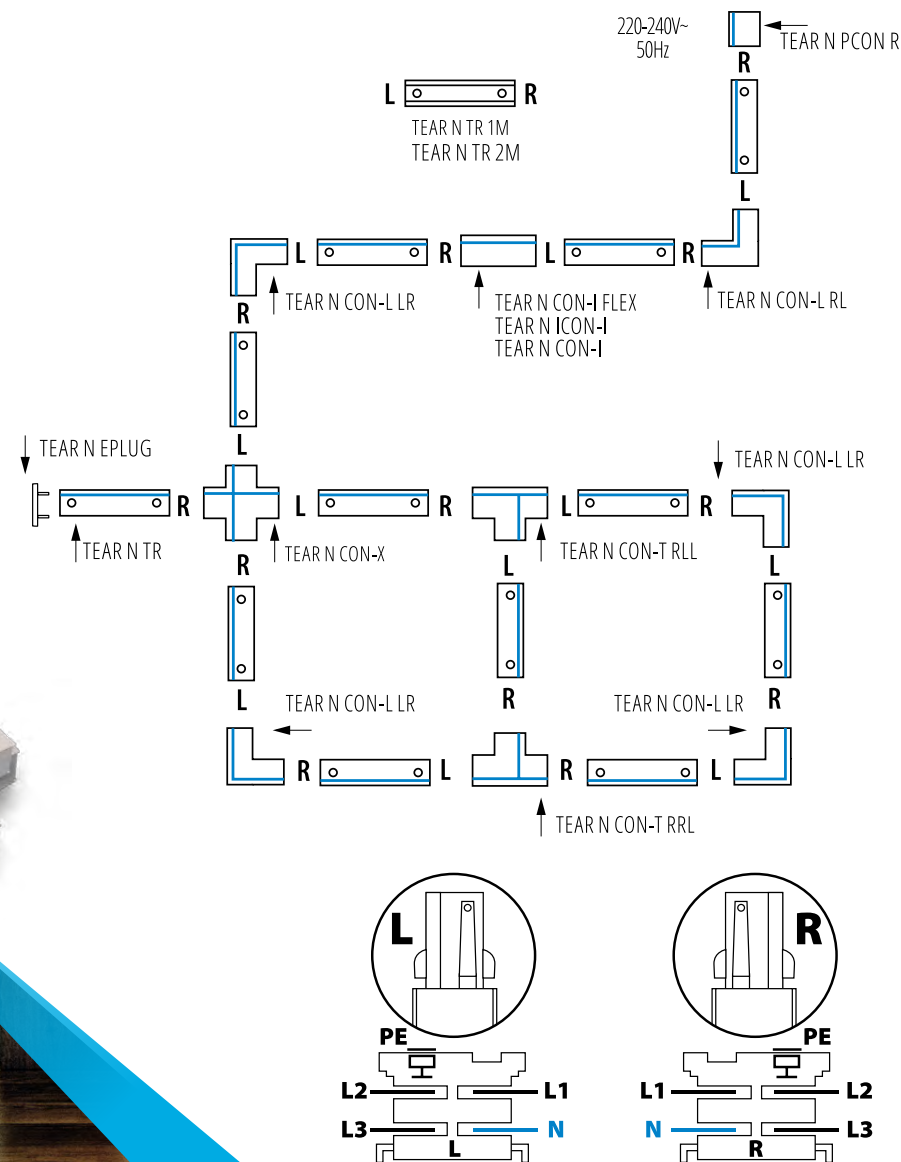 220-240V~
50Hz
TEAR N PCON R
R
L
R
TEAR N TR 1M
TEAR N TR 2M
L
L
R
L
R
TEAR N CON-L LR
TEAR N CON-I FLEX
TEAR N ICON-I
TEAR N CON-I
TEAR N CON-L RL
R
L
TEAR N EPLUG
TEAR N CON-L LR
R
L
R
L
R
TEAR N TR
TEAR N CON-X
TEAR N CON-T RLL
R
L
L
L
R
R
TEAR N CON-L LR
TEAR N CON-L LR
R
L
R
L
TEAR N CON-T RRL
L
R
PE
PE
L2
L1
L1
L2
L3
N
N
L3
L
R